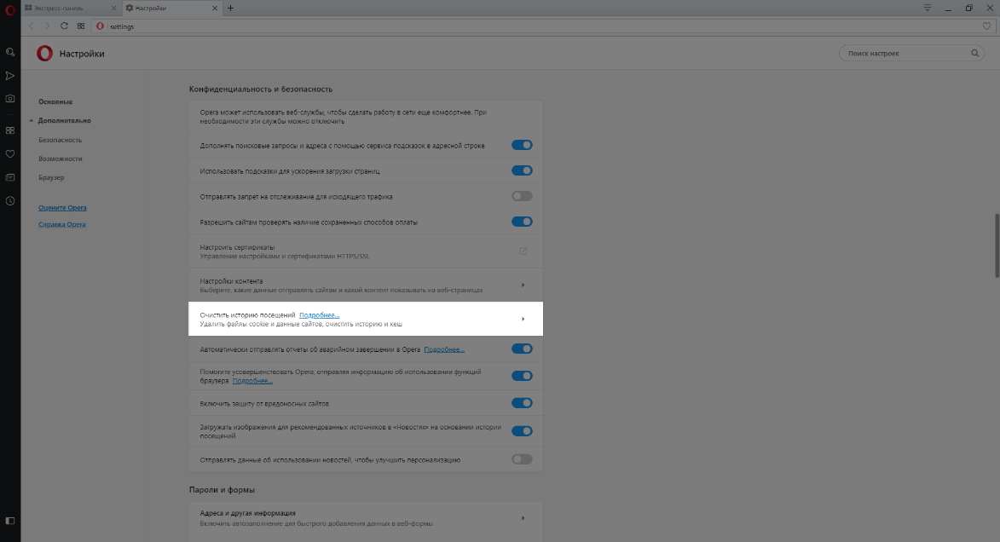 Экспресс-панель
Настройки
settings
Настройки
Поиск настроек
Основные
Дополнительно
Безопасность
Возможности
Браузер
Оцените Opera
Справка Opera
Конфиденциальность и безопасность
Opera может использовать веб-службы, чтобы сделать работу в сети еще комфортнее. При
необходимости эти службы можно отключить
Дополнять поисковые запросы и адреса с помощью сервиса подсказок в адресной строке
Использовать подсказки для ускорения загрузки страниц
Отправлять запрет на отслеживание для исходящего трафика
Разрешить сайтам проверять наличие сохраненных способов оплаты
Настроить сертификаты
Управление настройками и сертификатами HTTPS/SSL
Настройки контента
Выберите, какие данные отправлять сайтам и какой контент показывать на веб-страницах
Очистить историю посещений Подробнее...
Удалить файлы cookie и данные сайтов, очистить историю и кеш
Автоматически отправлять отчеты об аварийном завершении в Opera Подробнее...
Помогите усовершенствовать Opera, отправляя информацию об использовании функций
браузера Подробнее...
Включить защиту от вредоносных сайтов
Загружать изображения для рекомендованных источников в «Новостях» на основании истории
посещений
Отправлять данные об использовании новостей, чтобы улучшить персонализацию
Пароли и формы
Адреса и другая информация
Включить автозаполнение для быстрого добавления данных в веб-формы